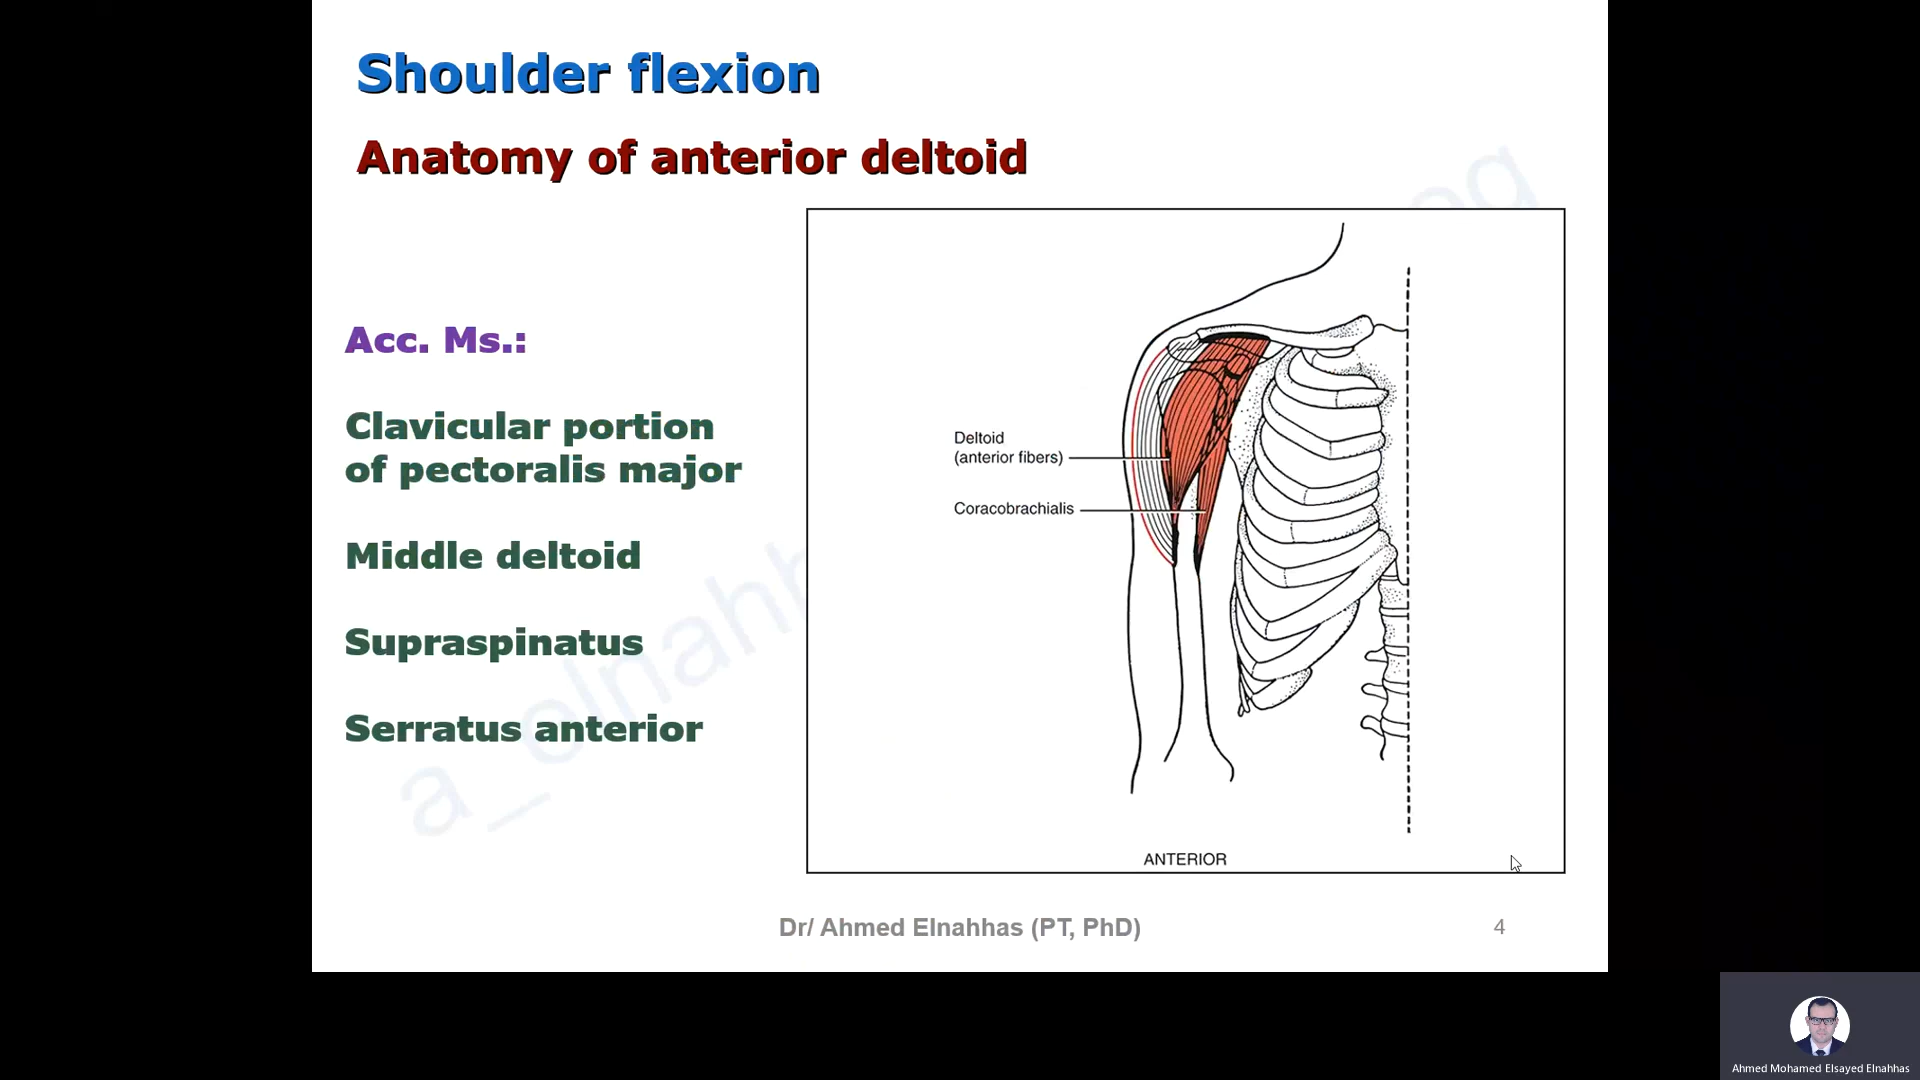 Shoulder flexion
Anatomy of anterior deltoid
Acc. Ms.:
Clavicular portion
of pectoralis major
Middle deltoid
Supraspinatus
Serratus anterior
Deltoid
(anterior fibers)
Coracobrachialis
ANTERIOR
Dr/ Ahmed Elnahhas (PT, PhD)
4
Ahmed Mohamed Elsayed Elnahhas